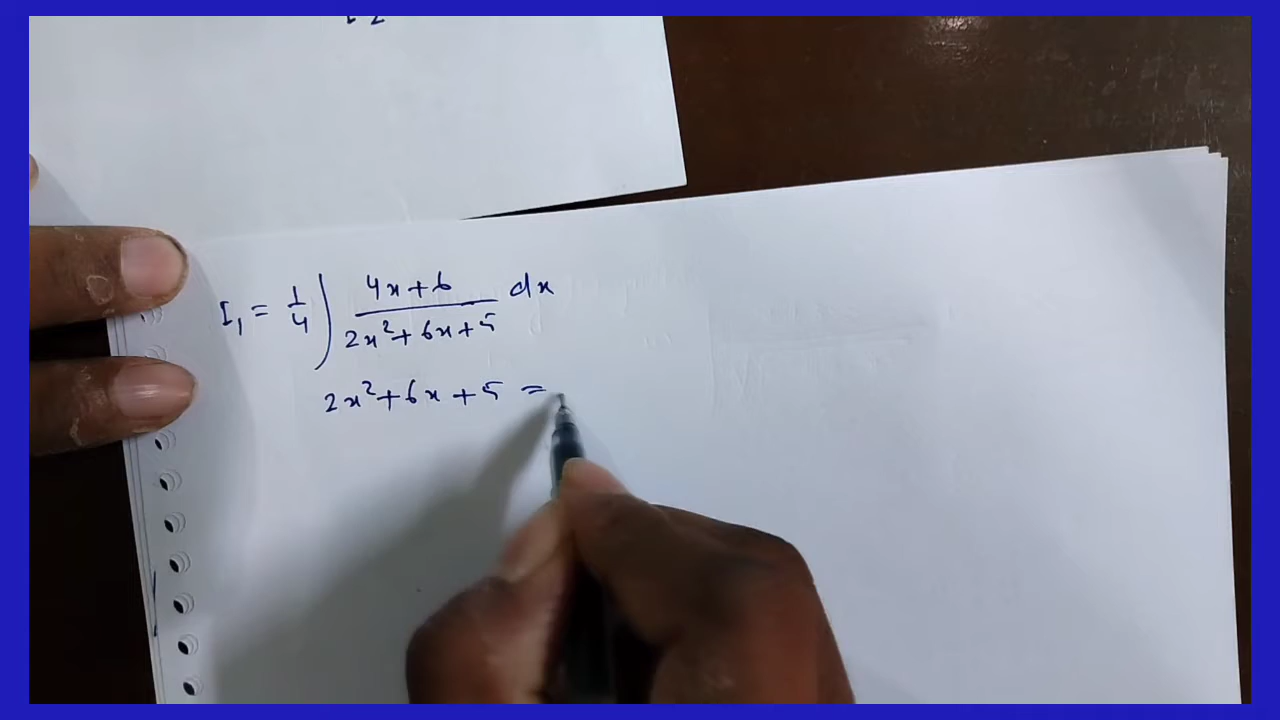 I₁ = 1/4 ∫ (4x+6)/(2x²+6x+5) dx
2x²+6x+5 =